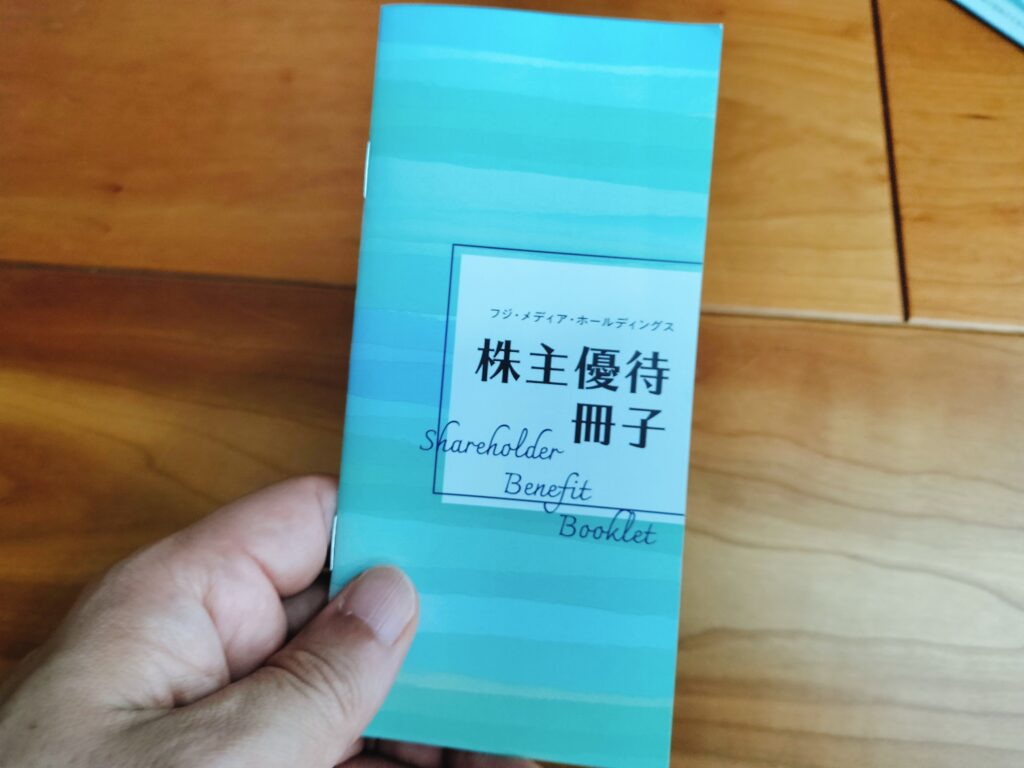 フジ・メディア・ホールディングス
株主優待
冊子
Shareholder
Benefit
Booklet